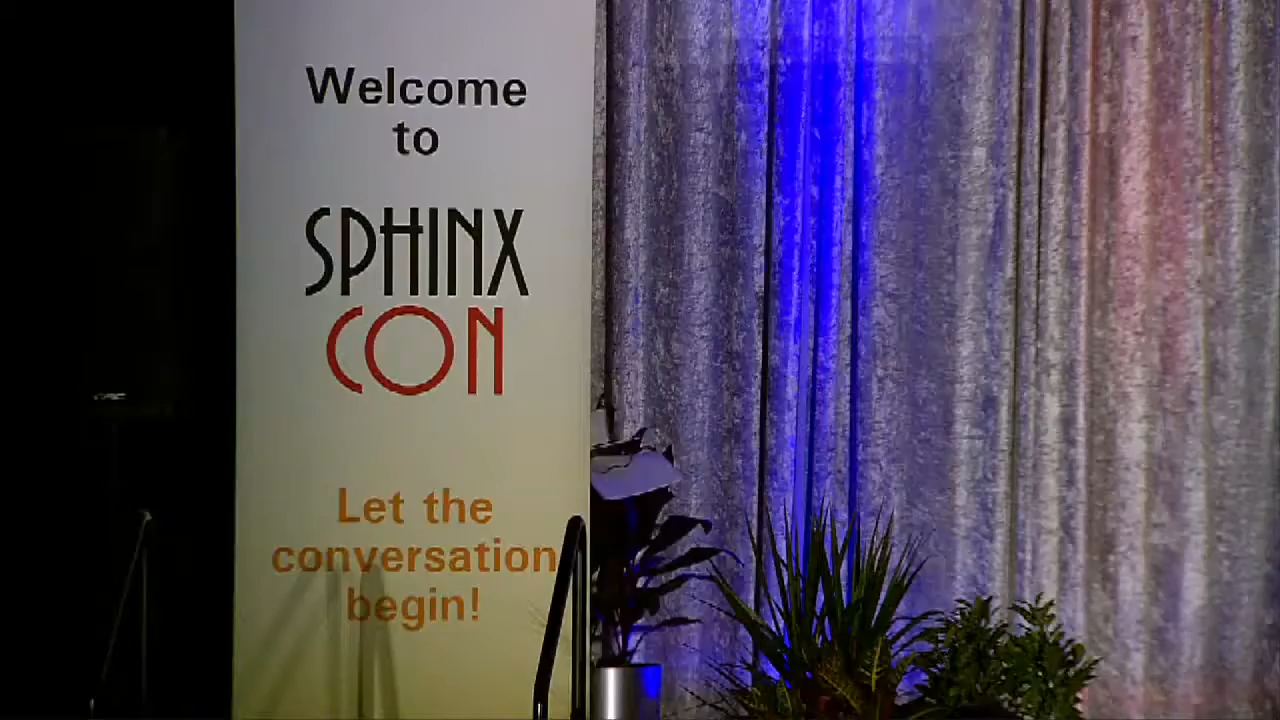 Welcome
to
SPHINX
CON
Let the
conversation
begin!